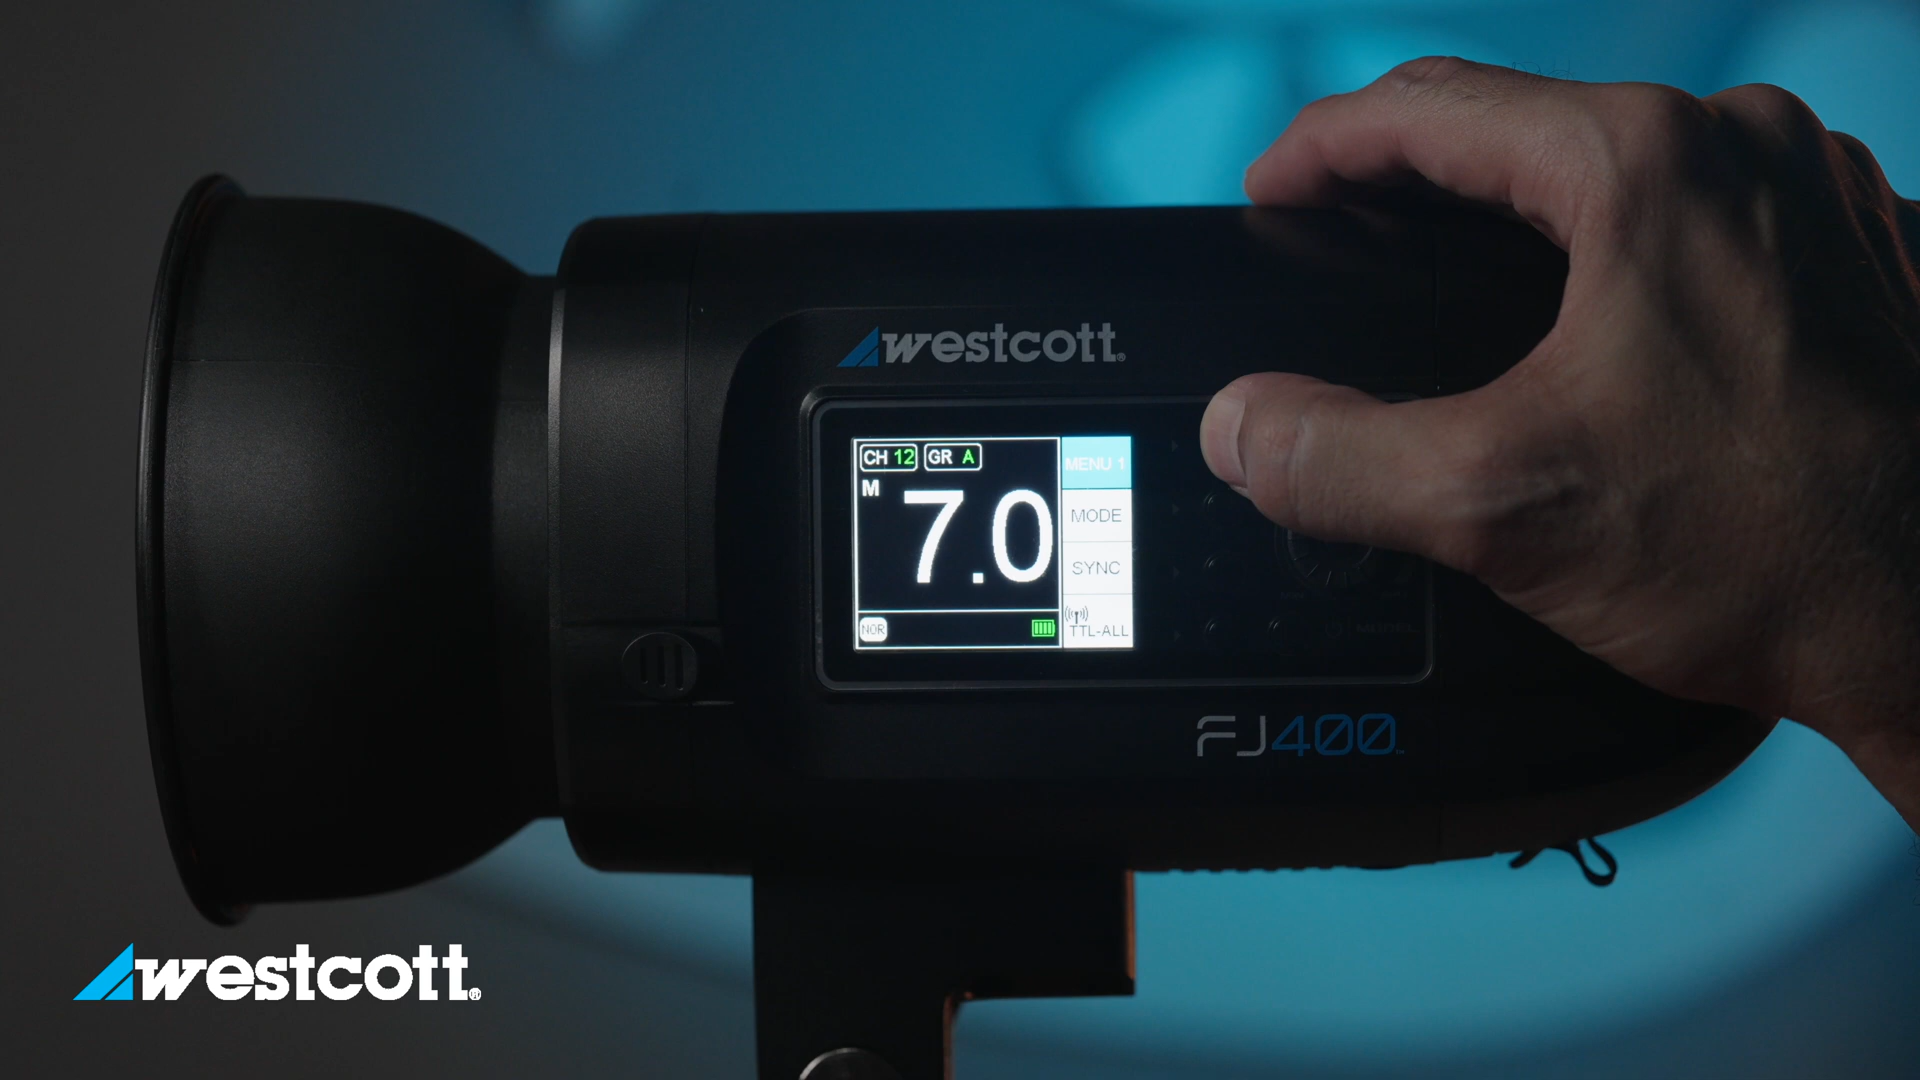 westcott®
CH 12 GR A
M
7.0
NOR
MENU 1
MODE
SYNC
TTL-ALL
FJ400
westcott®